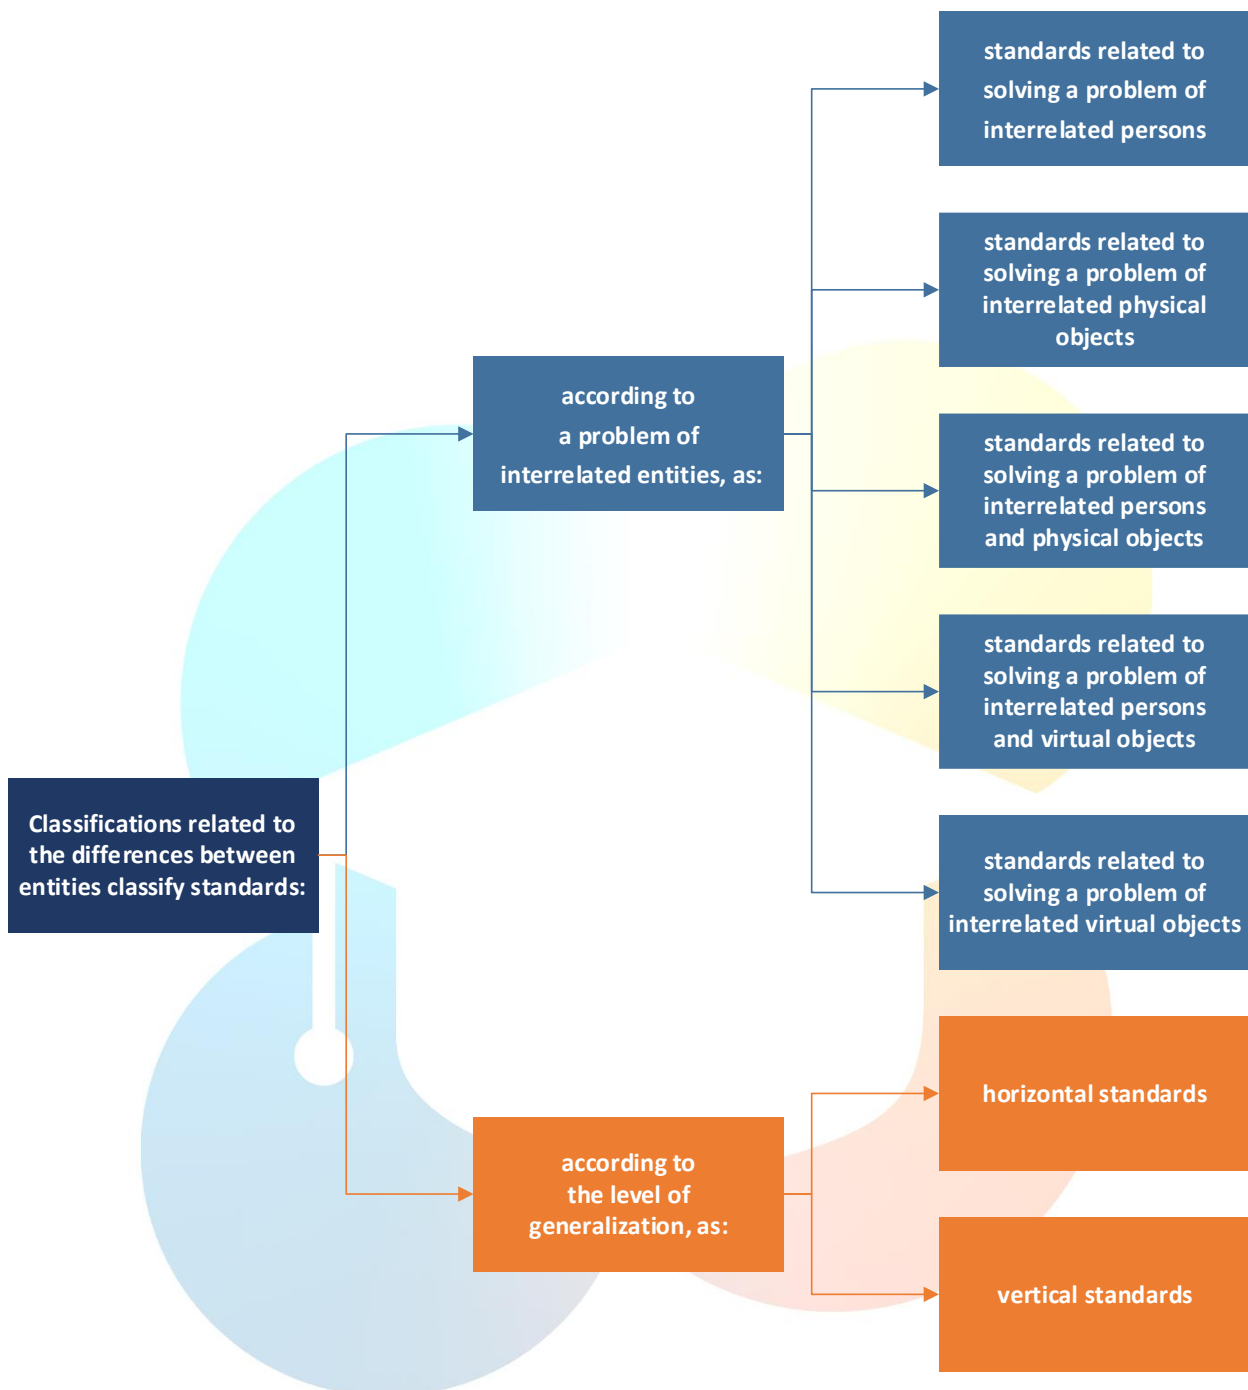 Classifications related to
the differences between
entities classify standards:
according to
a problem of
interrelated entities, as:
standards related to
solving a problem of
interrelated persons
standards related to
solving a problem of
interrelated physical
objects
standards related to
solving a problem of
interrelated persons
and physical objects
standards related to
solving a problem of
interrelated persons
and virtual objects
standards related to
solving a problem of
interrelated virtual objects
according to
the level of
generalization, as:
horizontal standards
vertical standards